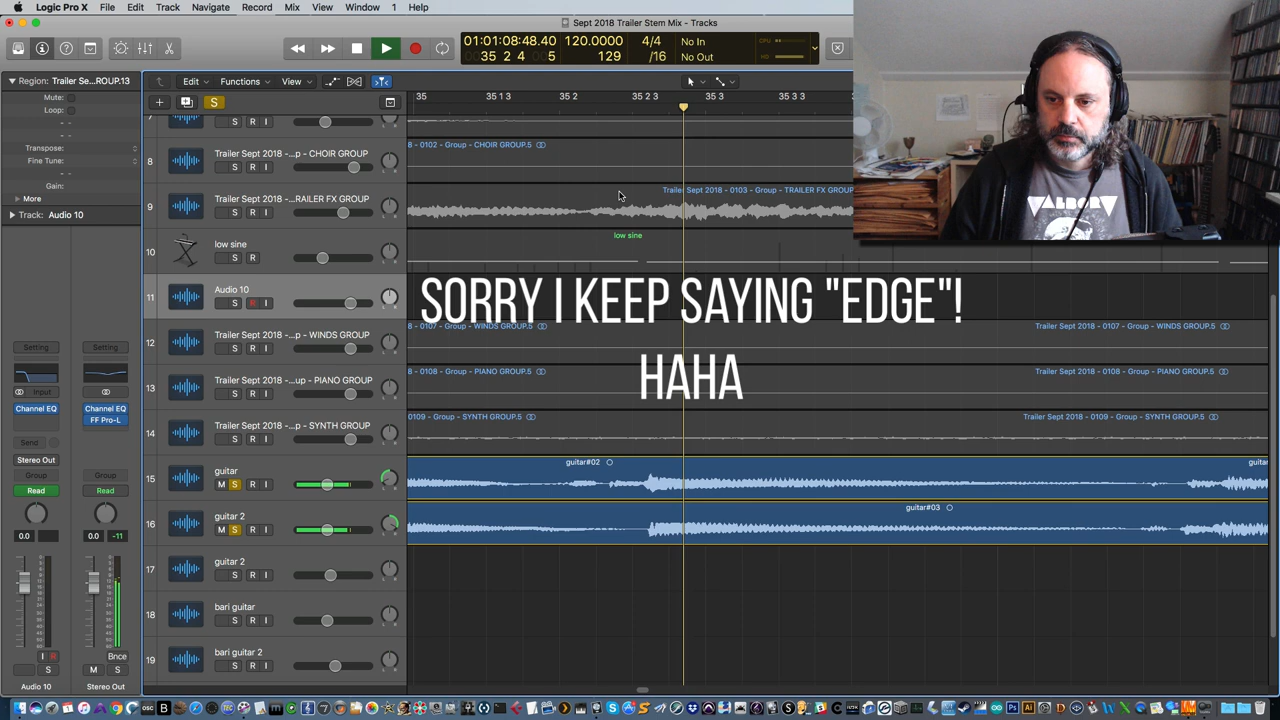 Logic Pro X File Edit Track Navigate Record Mix View Window 1 Help
Sept 2018 Trailer Stem Mix - Tracks
01:01:08:48.40 120.0000 4/4 No In
35 2 4 5 129 /16 No Out
CPU
HD
Region: Trailer Se...ROUP.13
Mute:
Loop:
Transpose:
Fine Tune:
Gain:
More
Track: Audio 10
Edit Functions View
S
35 35 1 3 35 2 35 2 3 35 3 35 3 3
7 S R I
8 Trailer Sept 2018 -...p - CHOIR GROUP
S R I
8 - 0102 - Group - CHOIR GROUP.5
9 Trailer Sept 2018 -...RAILER FX GROUP
S R I
Trailer Sept 2018 - 0103 - Group - TRAILER FX GROUP
10 low sine
S R
low sine
11 Audio 10
S R I
SORRY I KEEP SAYING "EDGE"!
HAHA
12 Trailer Sept 2018 -...p - WINDS GROUP
S R I
8 - 0107 - Group - WINDS GROUP.5 Trailer Sept 2018 - 0107 - Group - WINDS GROUP.5
13 Trailer Sept 2018 -...up - PIANO GROUP
S R I
8 - 0108 - Group - PIANO GROUP.5 Trailer Sept 2018 - 0108 - Group - PIANO GROUP.5
14 Trailer Sept 2018 -...p - SYNTH GROUP
S R I
0109 - Group - SYNTH GROUP.5 Trailer Sept 2018 - 0109 - Group - SYNTH GROUP.5
15 guitar
M S R I
guitar#02 guitar
16 guitar 2
M S R I
guitar#03
17 guitar 2
S R I
18 bari guitar
S R I
19 bari guitar 2
S R I
Setting Setting
Input
Channel EQ Channel EQ
FF Pro-L
Send
Stereo Out
Group Group
Read Read
0.0 0.0 -11
I R Bnce
S M S
Audio 10 Stereo Out
VALBORV